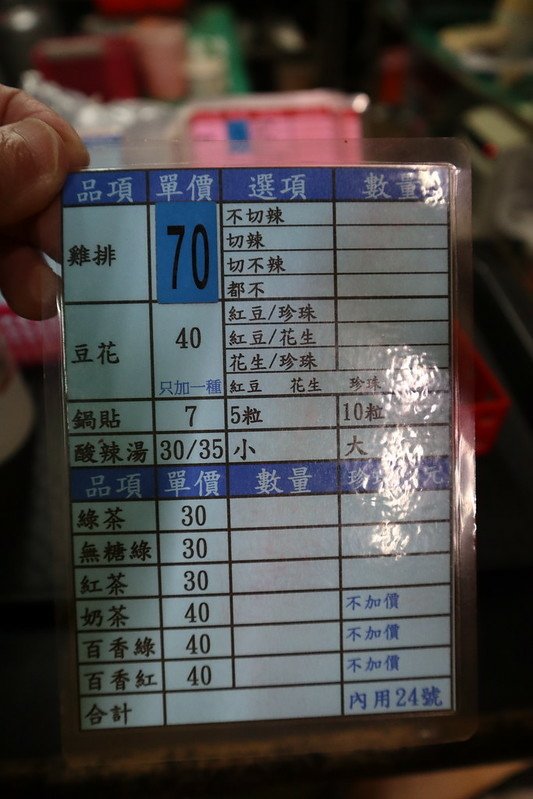 品項 單價 選項 數量
雞排 70 不切辣
切辣
切不辣
都不
豆花 40 紅豆/珍珠
紅豆/花生
花生/珍珠
只加一種 紅豆 花生 珍珠
鍋貼 7 5粒 10粒
酸辣湯 30/35 小 大
品項 單價 數量 珍 元
綠茶 30
無糖綠 30
紅茶 30
奶茶 40 不加價
百香綠 40 不加價
百香紅 40 不加價
合計 內用24號